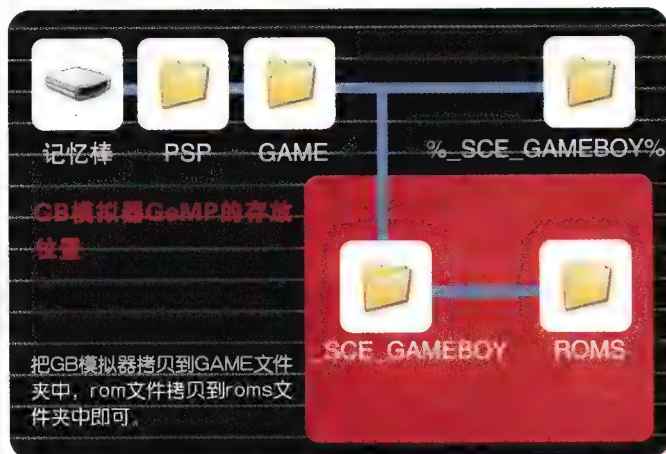 记忆棒
PSP
GAME
%_SCE_GAMEBOY%
GB模拟器GeMP的存放
位置
_SCE_GAMEBOY
ROMS
把GB模拟器拷贝到GAME文件
夹中，rom文件拷贝到roms文
件夹中即可。